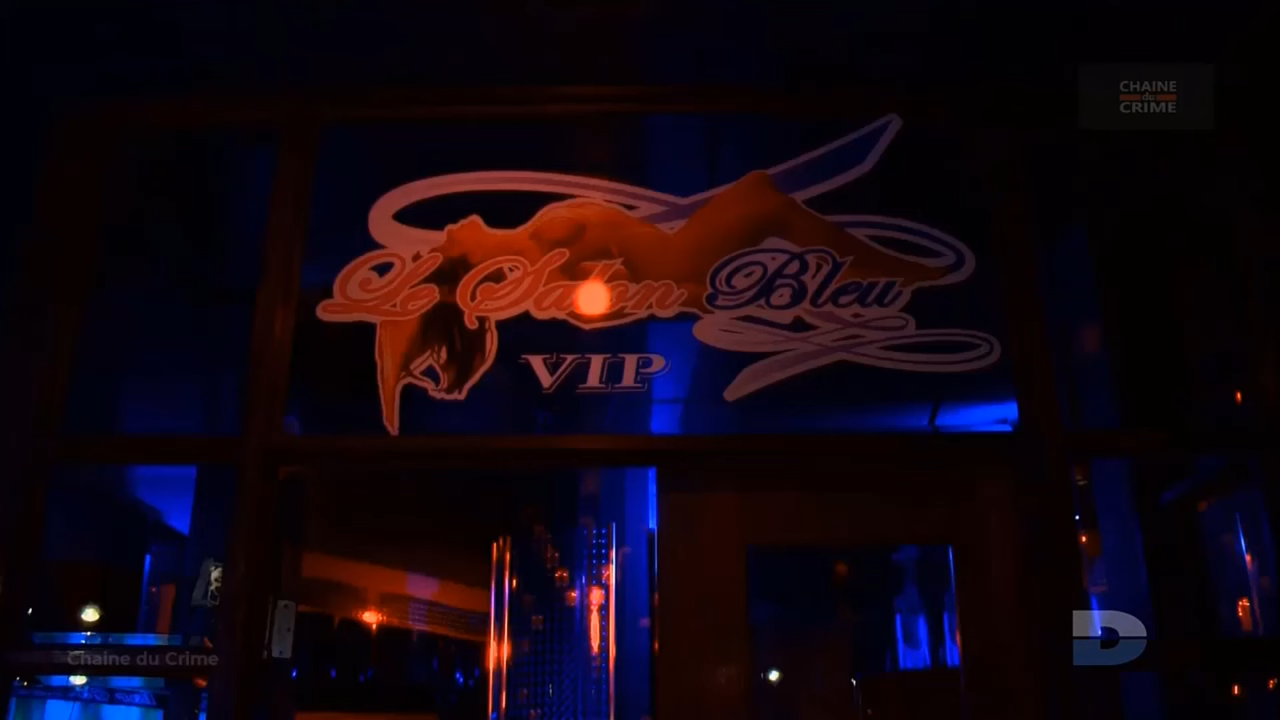 CHAINE
du
CRIME
Le Salon Bleu
VIP
Chaine du Crime
D